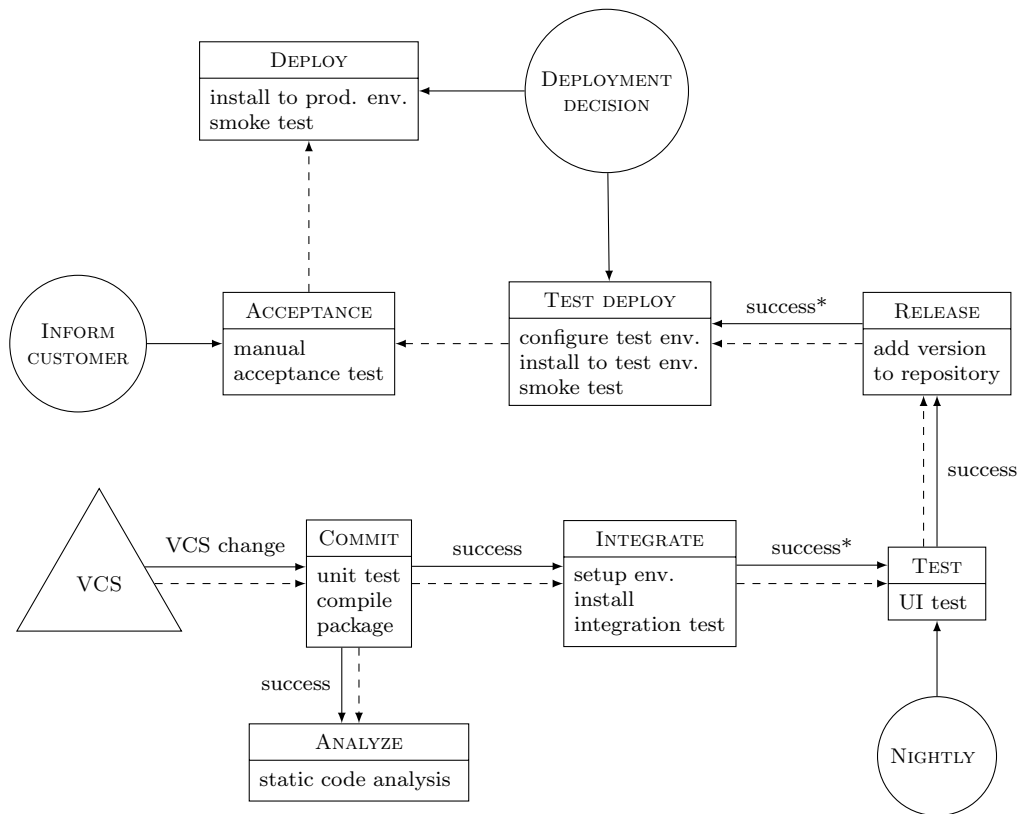 DEPLOY
install to prod. env.
smoke test
DEPLOYMENT
DECISION
INFORM
CUSTOMER
ACCEPTANCE
manual
acceptance test
TEST DEPLOY
configure test env.
install to test env.
smoke test
success*
RELEASE
add version
to repository
success
VCS
VCS change
COMMIT
unit test
compile
package
success
INTEGRATE
setup env.
install
integration test
success*
TEST
UI test
success
ANALYZE
static code analysis
NIGHTLY